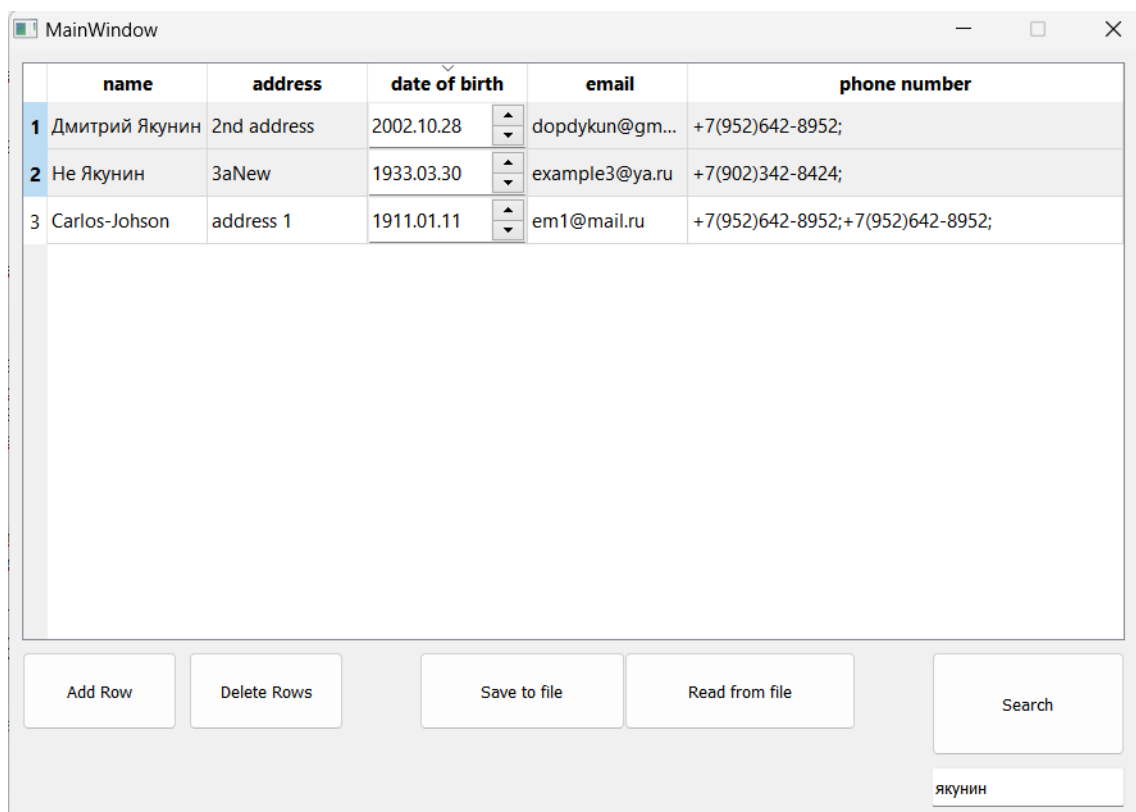 MainWindow
name address date of birth email phone number
1 Дмитрий Якунин 2nd address 2002.10.28 dopdykun@gm... +7(952)642-8952;
2 Не Якунин 3aNew 1933.03.30 example3@ya.ru +7(902)342-8424;
3 Carlos-Johson address 1 1911.01.11 em1@mail.ru +7(952)642-8952;+7(952)642-8952;
Add Row Delete Rows Save to file Read from file Search
якунин